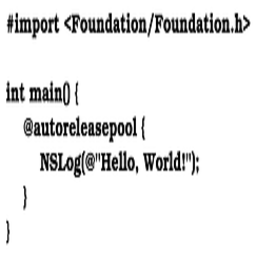 #import <Foundation/Foundation.h>

int main() {
    @autoreleasepool {
        NSLog(@"Hello, World!");
    }
}